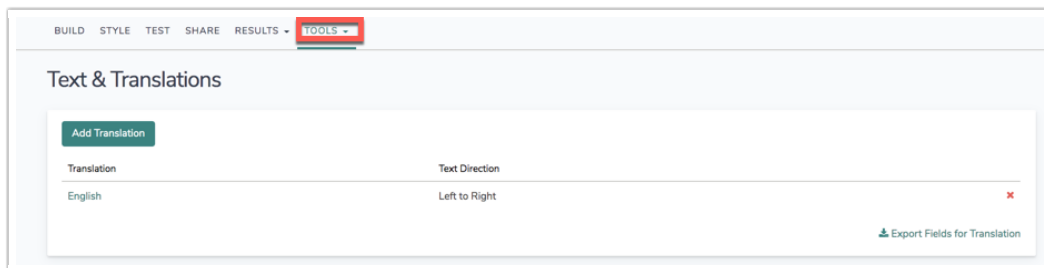 BUILD STYLE TEST SHARE RESULTS TOOLS
Text & Translations
Add Translation
Translation Text Direction
English Left to Right
Export Fields for Translation